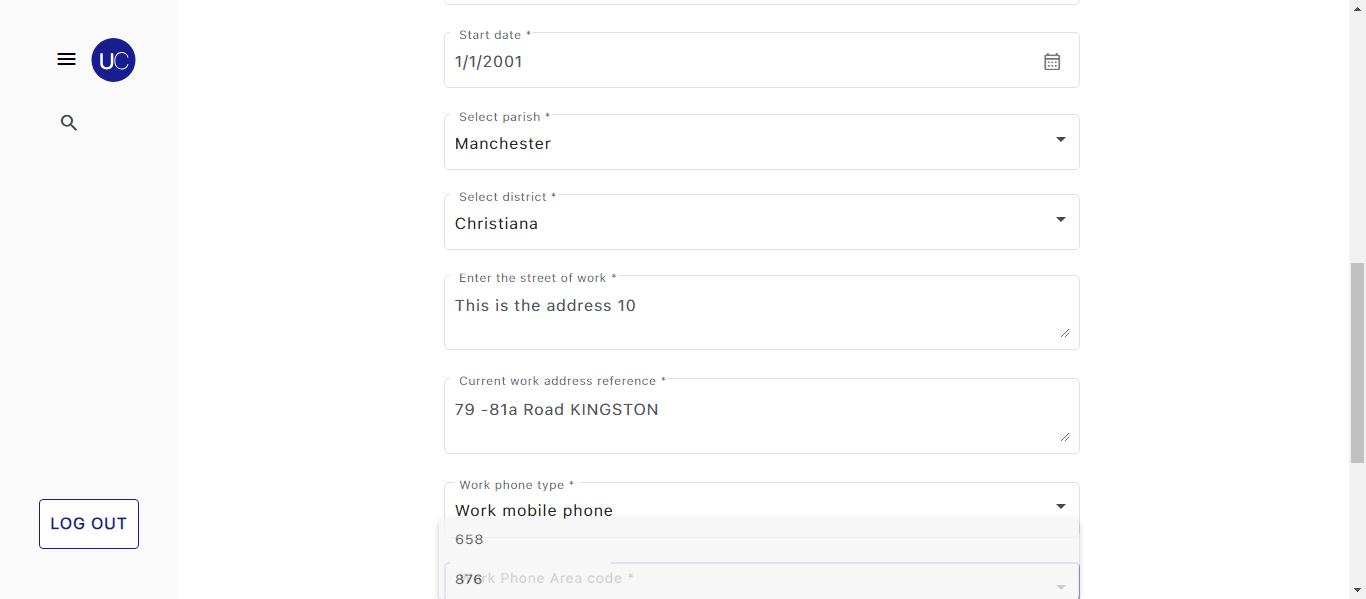 UC
Start date *
1/1/2001
Select parish *
Manchester
Select district *
Christiana
Enter the street of work *
This is the address 10
Current work address reference *
79 -81a Road KINGSTON
Work phone type *
Work mobile phone
658
876
Work Phone Area code *
LOG OUT